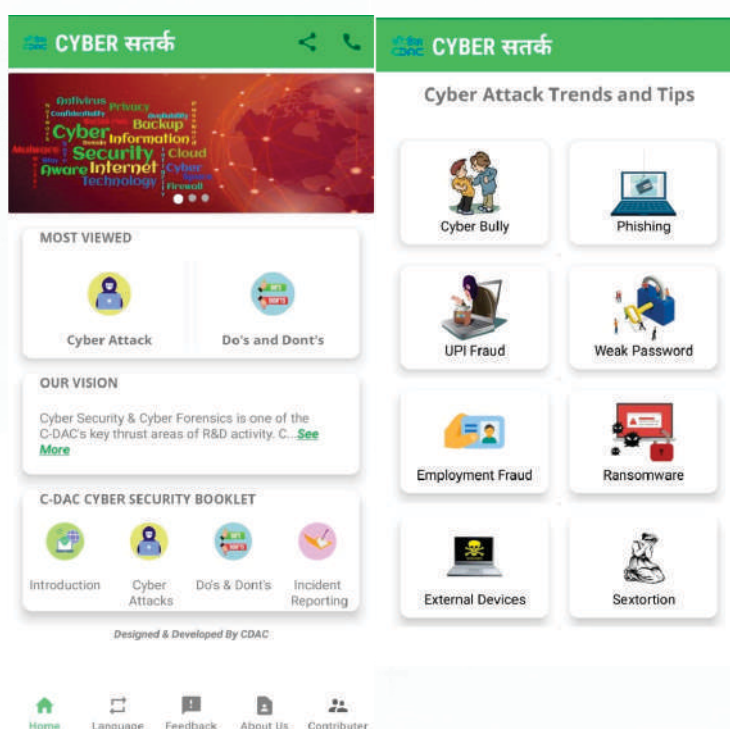 सी डैक
CDAC
CYBER सतर्क
Antivirus
Privacy
Confidentiality
Availability
Backup
Cyber
Information
Malware
Security
Cloud
Aware
Internet
Cyber
Space
Technology
Firewall
MOST VIEWED
Cyber Attack
Do's and Dont's
OUR VISION
Cyber Security & Cyber Forensics is one of the
C-DAC's key thrust areas of R&D activity. C...See
More
C-DAC CYBER SECURITY BOOKLET
Introduction
Cyber
Attacks
Do's & Dont's
Incident
Reporting
Designed & Developed By CDAC
Home
Language
Feedback
About Us
Contributer
CDAC
CYBER सतर्क
Cyber Attack Trends and Tips
Cyber Bully
Phishing
UPI Fraud
Weak Password
Employment Fraud
Ransomware
External Devices
Sextortion